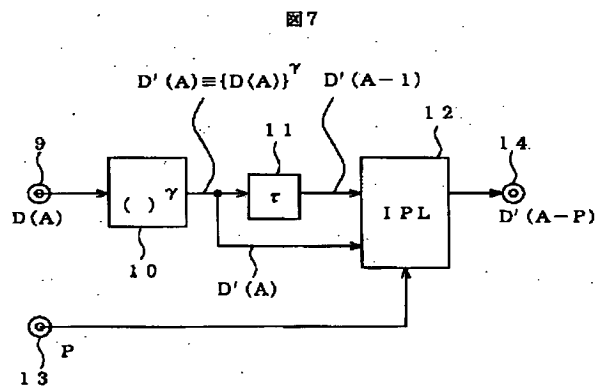 図7
D'(A)≡{D(A)}^γ
D'(A-1)
9
11
12
14
( )^γ
τ
IPL
D(A)
D'(A-P)
10
D'(A)
P
13